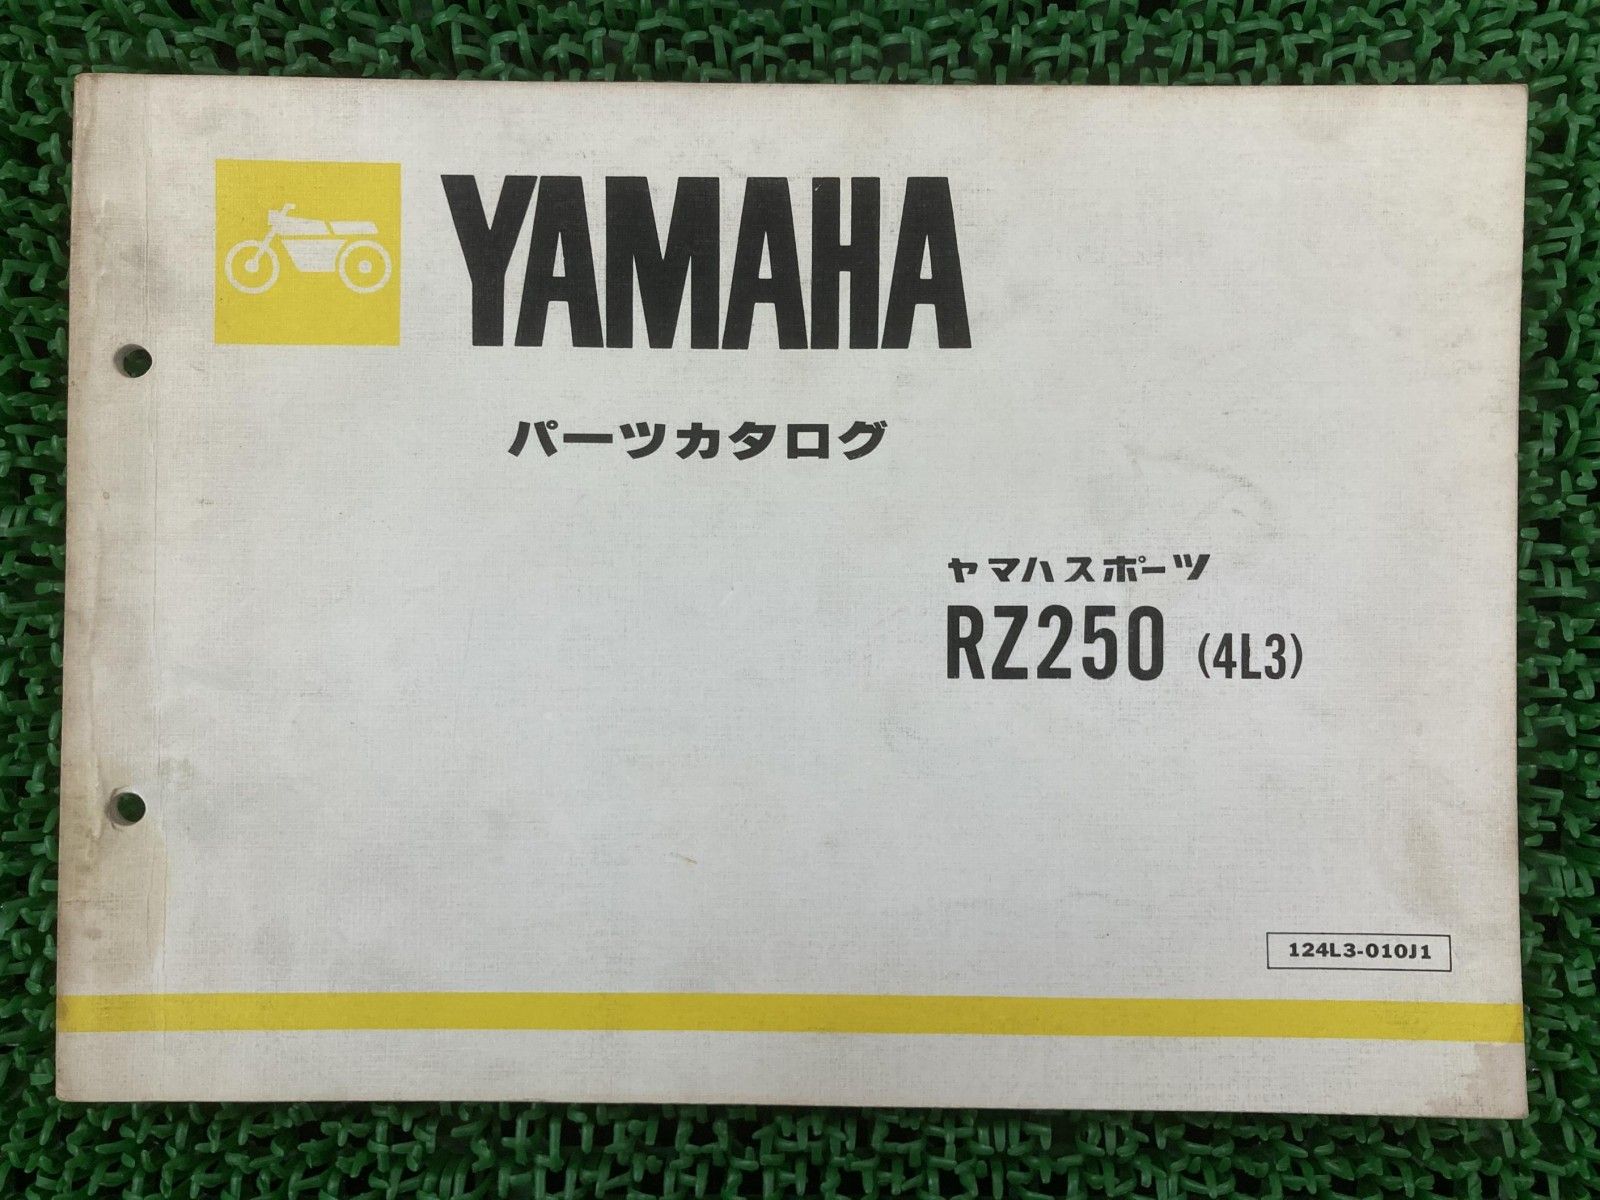 YAMAHA
パーツカタログ
ヤマハスポーツ
RZ250 (4L3)
124L3-010J1